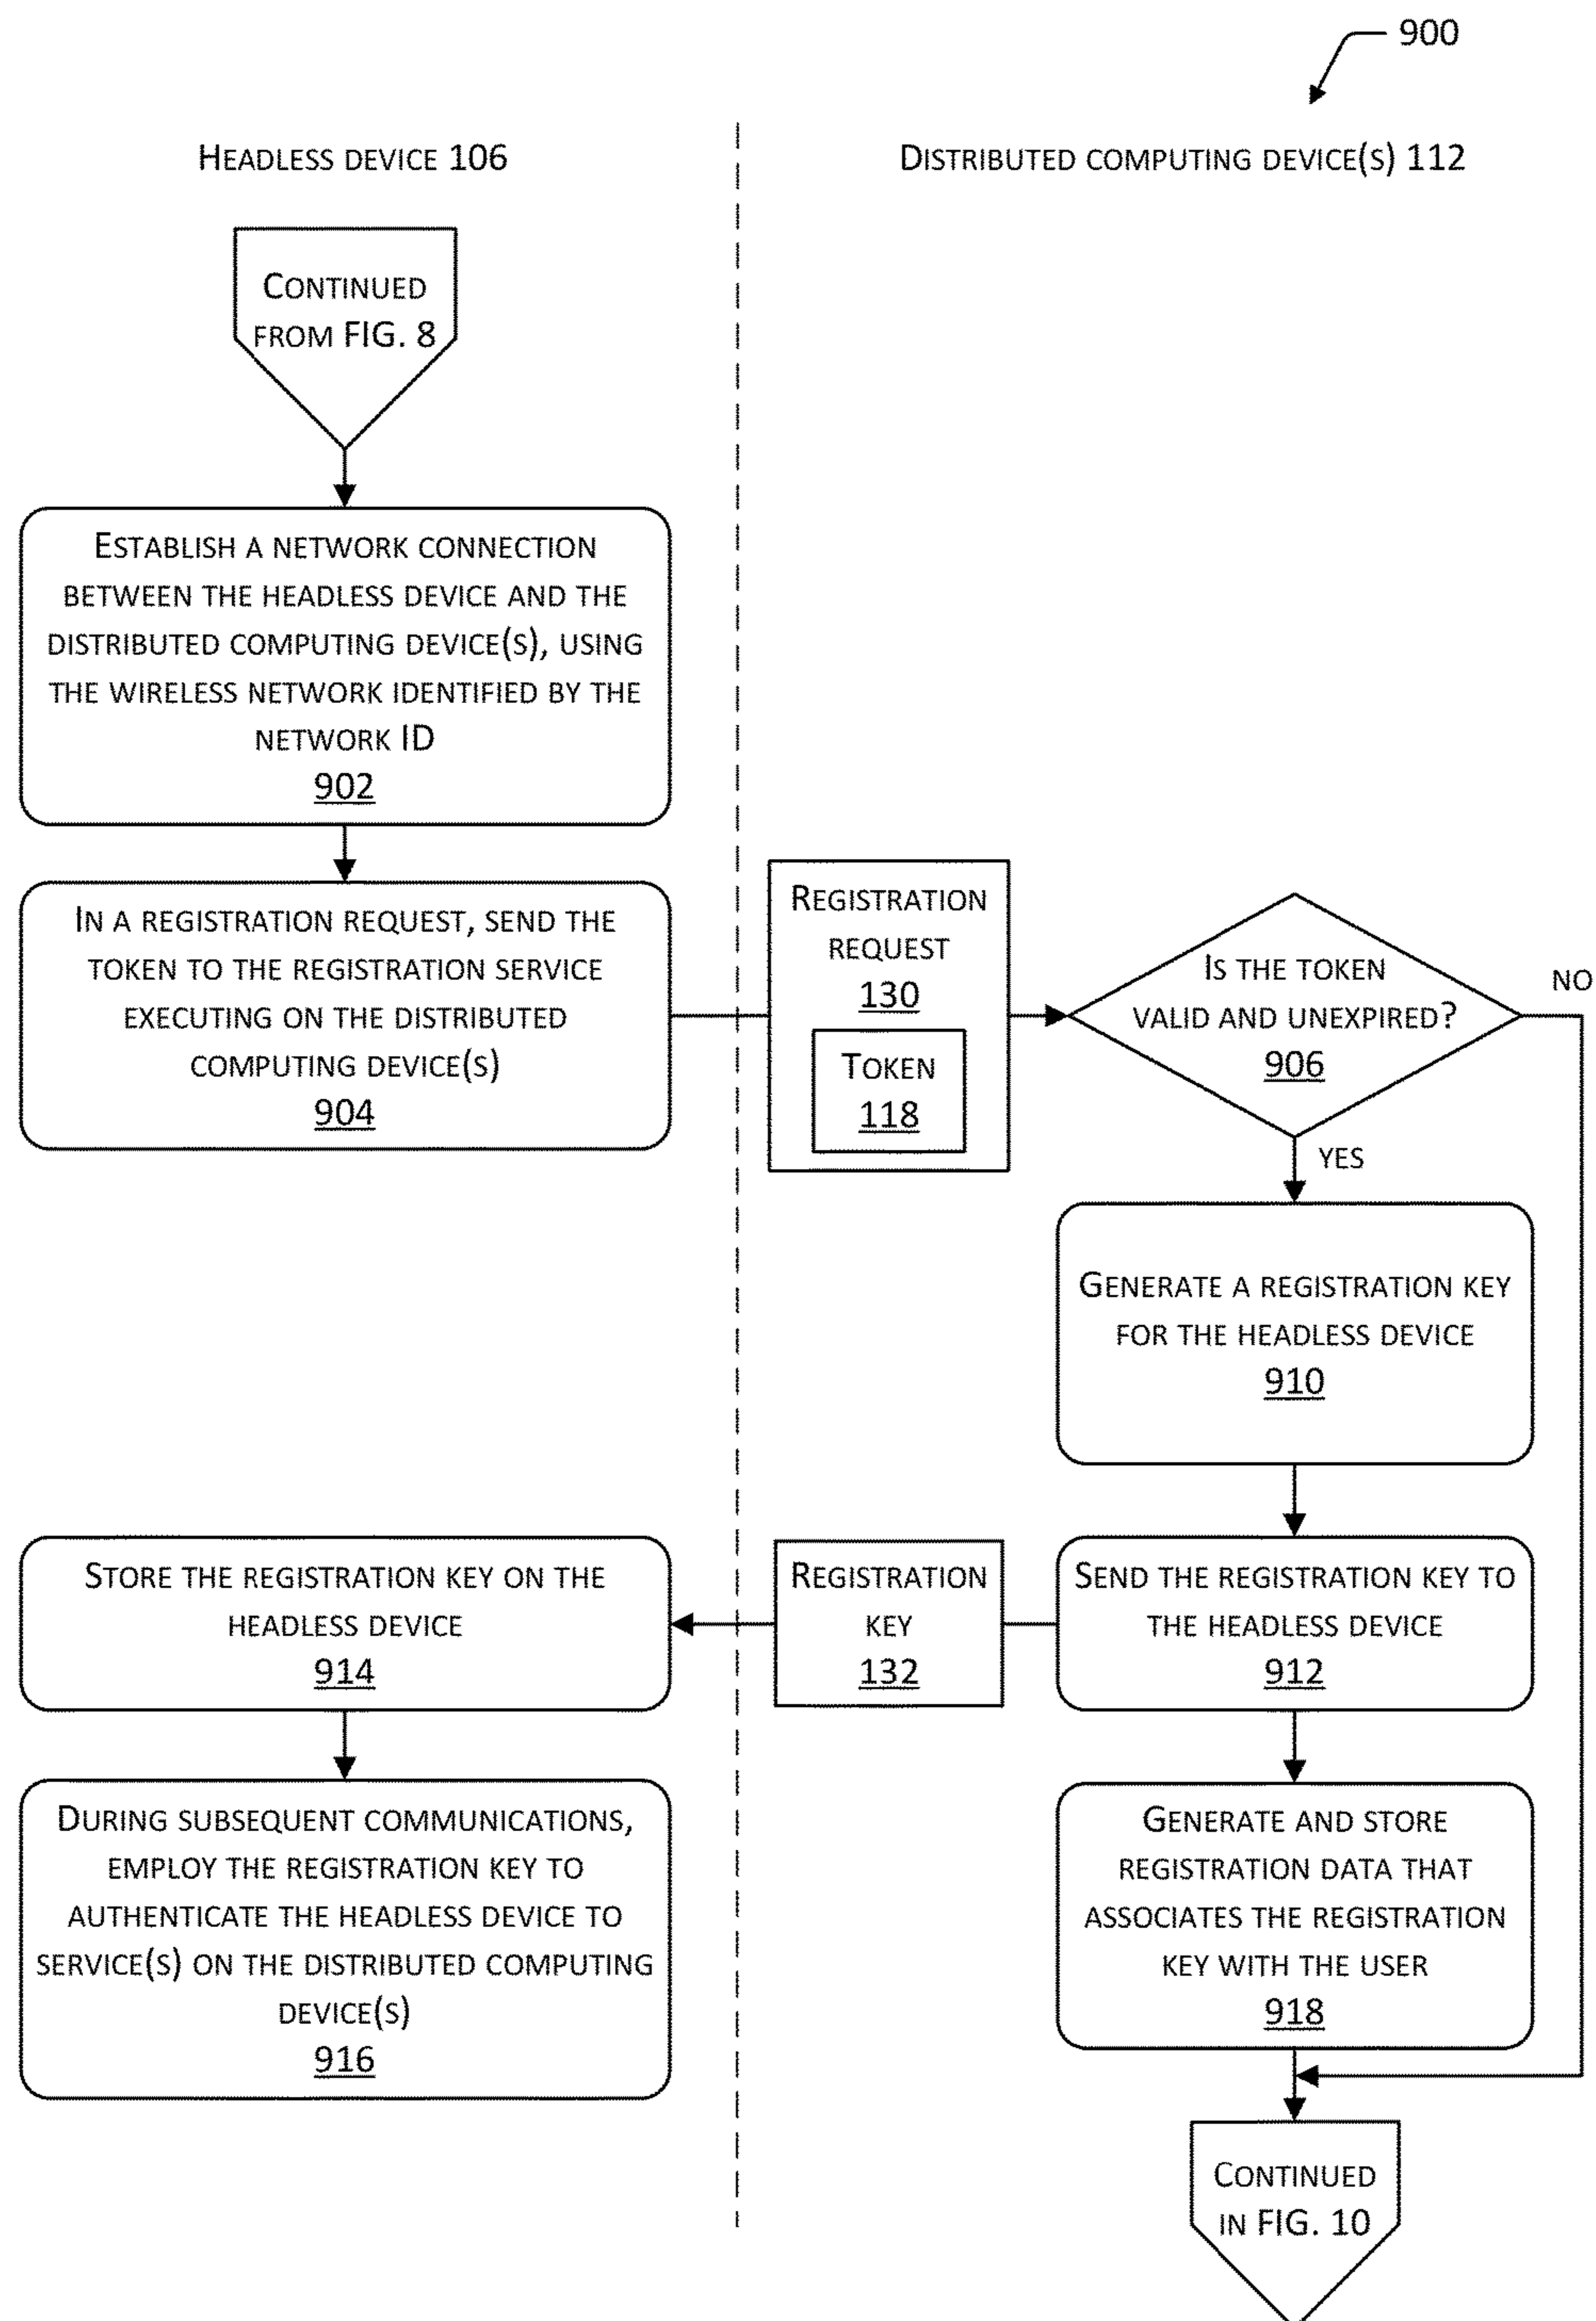 900
HEADLESS DEVICE 106
DISTRIBUTED COMPUTING DEVICE(S) 112
CONTINUED
FROM FIG. 8
ESTABLISH A NETWORK CONNECTION
BETWEEN THE HEADLESS DEVICE AND THE
DISTRIBUTED COMPUTING DEVICE(S), USING
THE WIRELESS NETWORK IDENTIFIED BY THE
NETWORK ID
902
IN A REGISTRATION REQUEST, SEND THE
TOKEN TO THE REGISTRATION SERVICE
EXECUTING ON THE DISTRIBUTED
COMPUTING DEVICE(S)
904
REGISTRATION
REQUEST
130
TOKEN
118
IS THE TOKEN
VALID AND UNEXPIRED?
906
NO
YES
GENERATE A REGISTRATION KEY
FOR THE HEADLESS DEVICE
910
SEND THE REGISTRATION KEY TO
THE HEADLESS DEVICE
912
REGISTRATION
KEY
132
STORE THE REGISTRATION KEY ON THE
HEADLESS DEVICE
914
DURING SUBSEQUENT COMMUNICATIONS,
EMPLOY THE REGISTRATION KEY TO
AUTHENTICATE THE HEADLESS DEVICE TO
SERVICE(S) ON THE DISTRIBUTED COMPUTING
DEVICE(S)
916
GENERATE AND STORE
REGISTRATION DATA THAT
ASSOCIATES THE REGISTRATION
KEY WITH THE USER
918
CONTINUED
IN FIG. 10